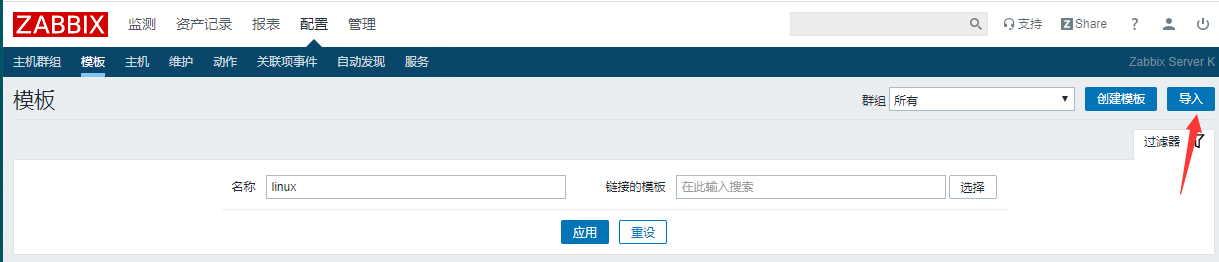 ZABBIX 监测 资产记录 报表 配置 管理 支持 Z Share ?
主机群组 模板 主机 维护 动作 关联项事件 自动发现 服务 Zabbix Server K
模板 群组 所有 创建模板 导入
过滤器
名称 linux 链接的模板 在此输入搜索 选择
应用 重设